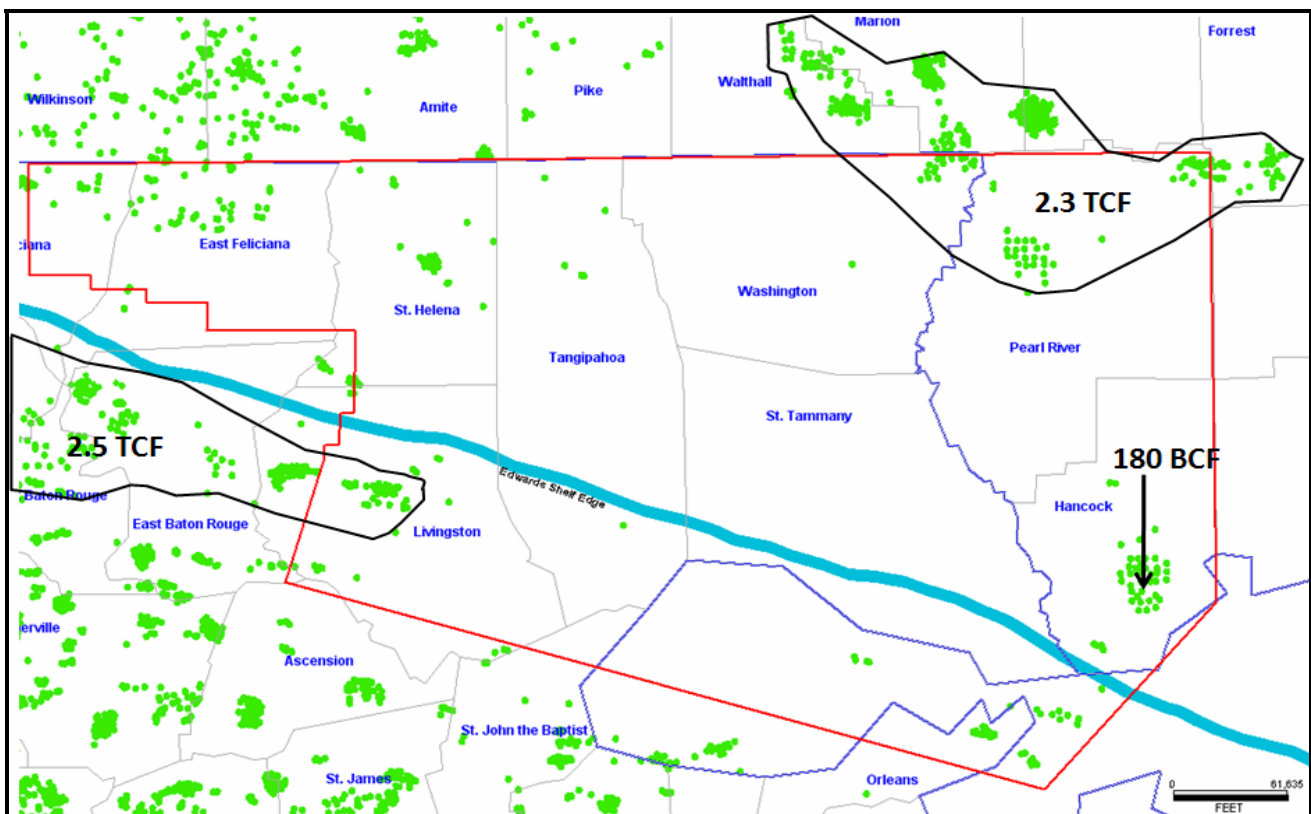 Marion
Forrest
Wilkinson
Amite
Pike
Walthall
2.3 TCF
ciana
East Feliciana
St. Helena
Washington
Tangipahoa
Pearl River
St. Tammany
2.5 TCF
180 BCF
Edwards Shelf Edge
Baton Rouge
East Baton Rouge
Livingston
Hancock
erville
Ascension
St. John the Baptist
St. James
Orleans
0 61,635
FEET